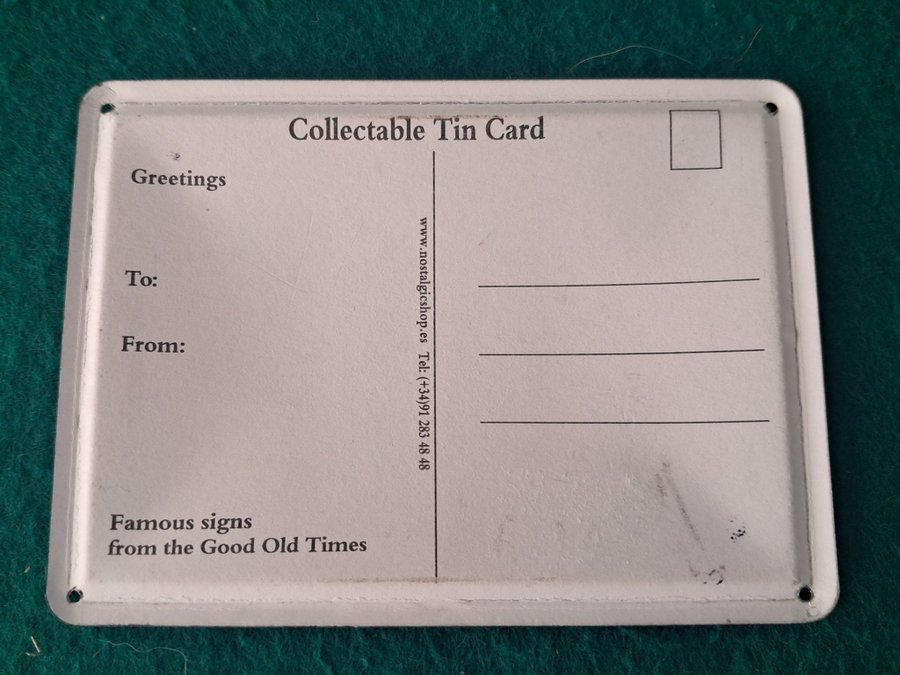 Collectable Tin Card
Greetings
To:
From:
Famous signs
from the Good Old Times
www.nostalgicshop.es Tel: (+34)91 283 48 48